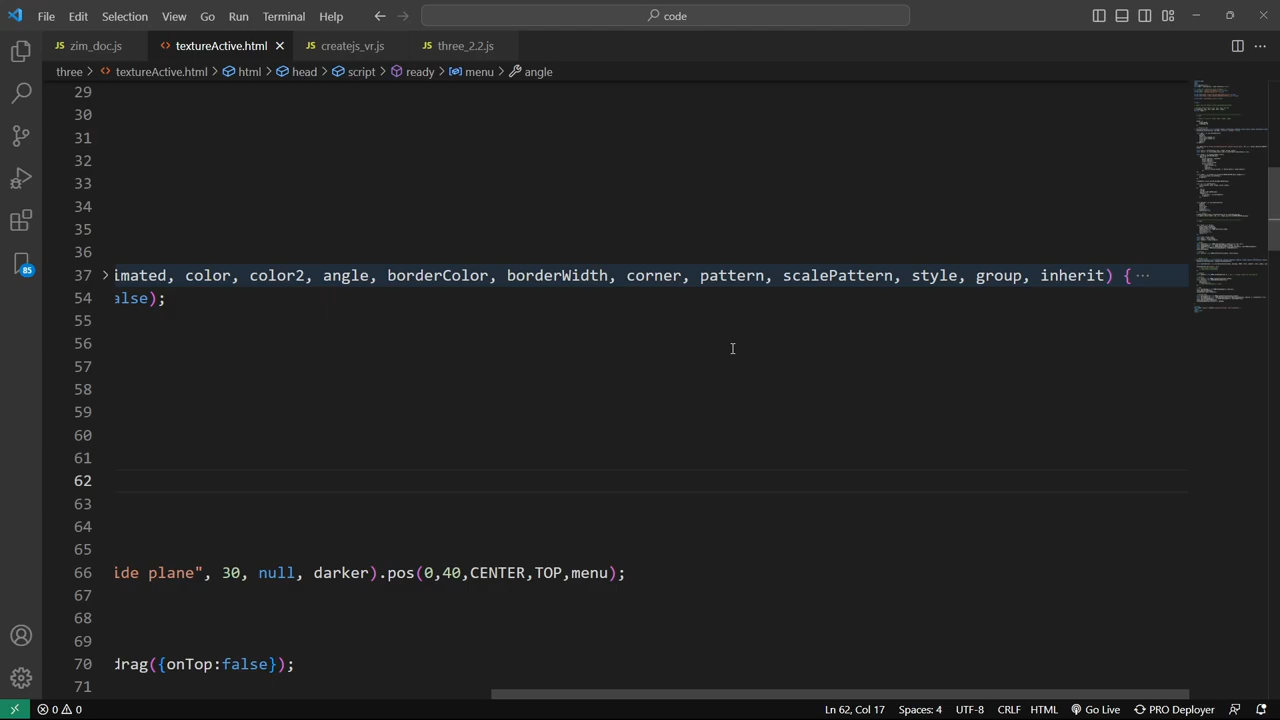 File Edit Selection View Go Run Terminal Help
code
JS zim_doc.js
<> textureActive.html
JS createjs_vr.js
JS three_2.2.js
three > <> textureActive.html > html > head > script > ready > menu > angle
29
30
31
32
33
34
35
36
37 imated, color, color2, angle, borderColor, borderWidth, corner, pattern, scalePattern, style, group, inherit) { ···
54 alse);
55
56
57
58
59
60
61
62
63
64
65
66 ide plane", 30, null, darker).pos(0,40,CENTER,TOP,menu);
67
68
69
70 drag({onTop:false});
71
85
0 0
Ln 62, Col 17 Spaces: 4 UTF-8 CRLF HTML Go Live PRO Deployer